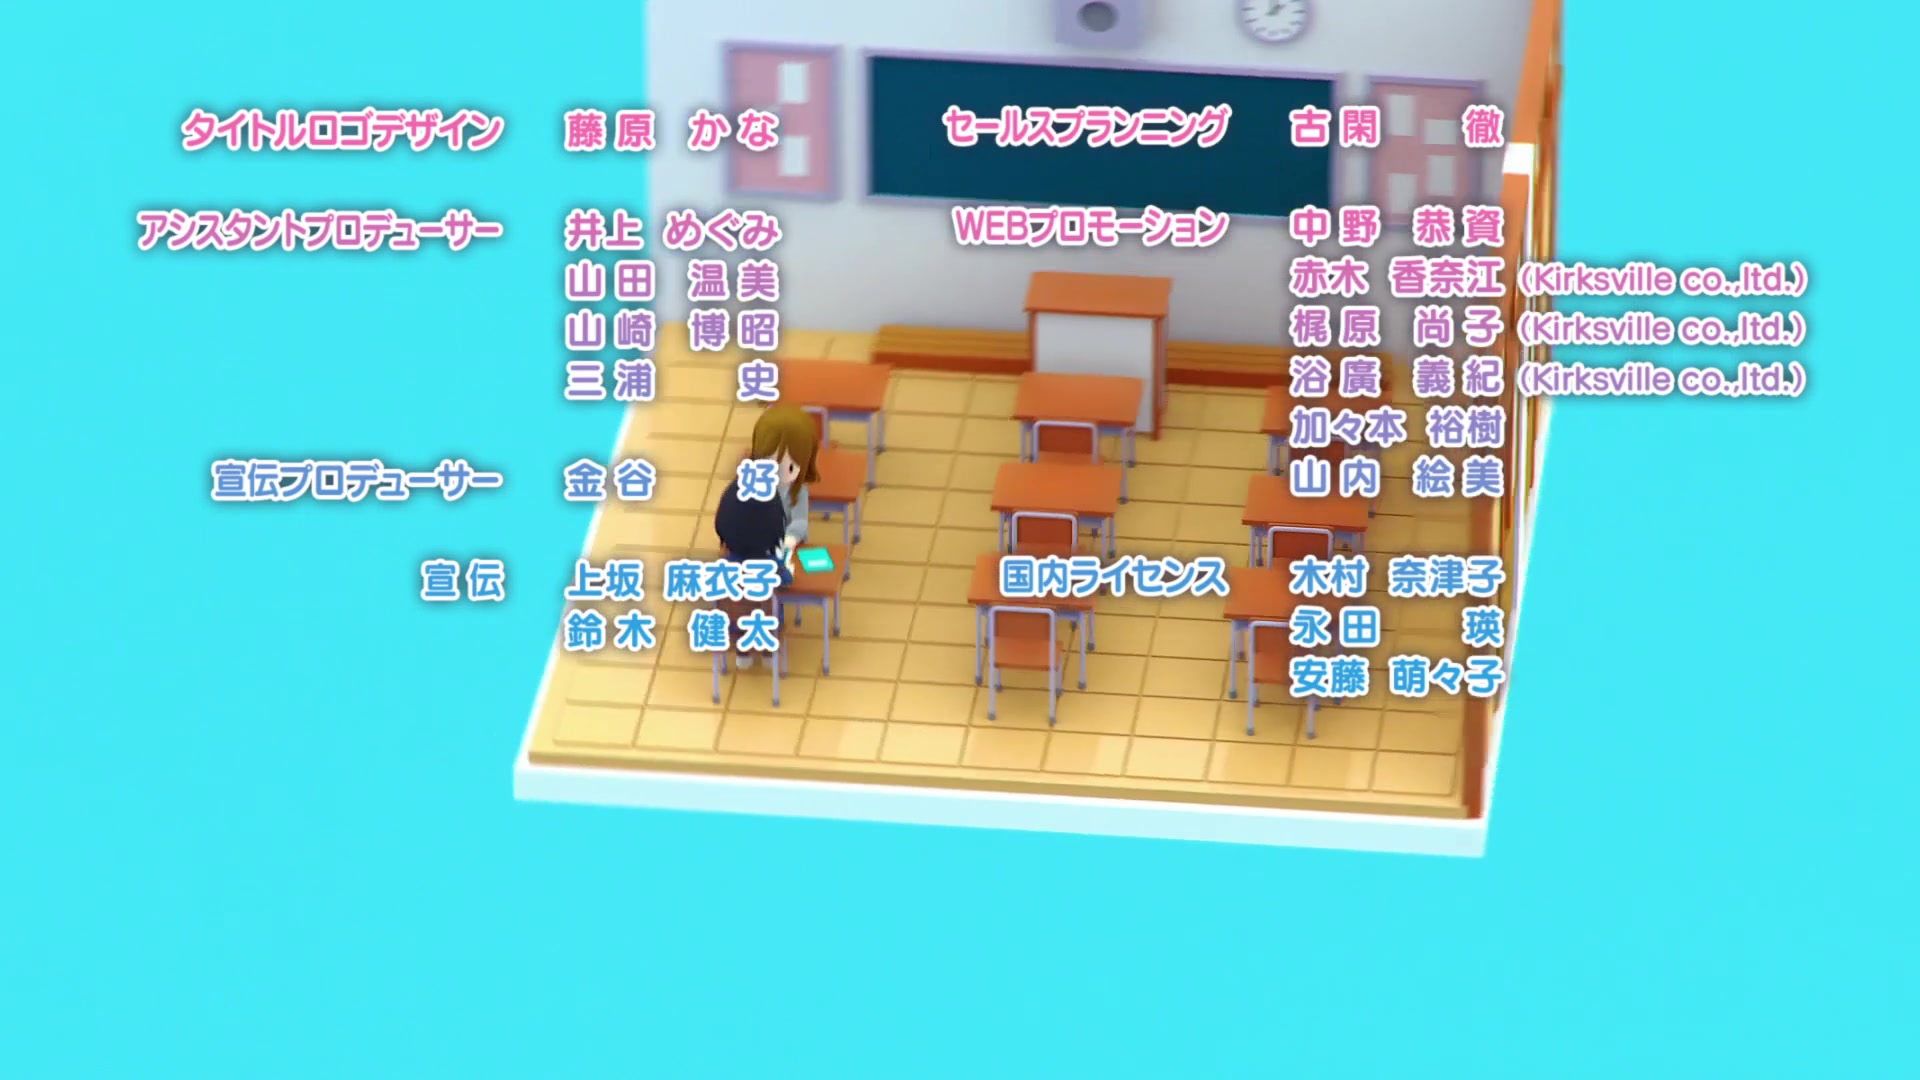 タイトルロゴデザイン 藤原 かな
アシスタントプロデューサー 井上 めぐみ
山田 温美
山崎 博昭
三浦 史
宣伝プロデューサー 金谷 好
宣伝 上坂 麻衣子
鈴木 健太
セールスプランニング 古閑 徹
WEBプロモーション 中野 恭資
赤木 香奈江 (Kirksville co.,ltd.)
梶原 尚子 (Kirksville co.,ltd.)
浴廣 義紀 (Kirksville co.,ltd.)
加々本 裕樹
山内 絵美
国内ライセンス 木村 奈津子
永田 瑛
安藤 萌々子